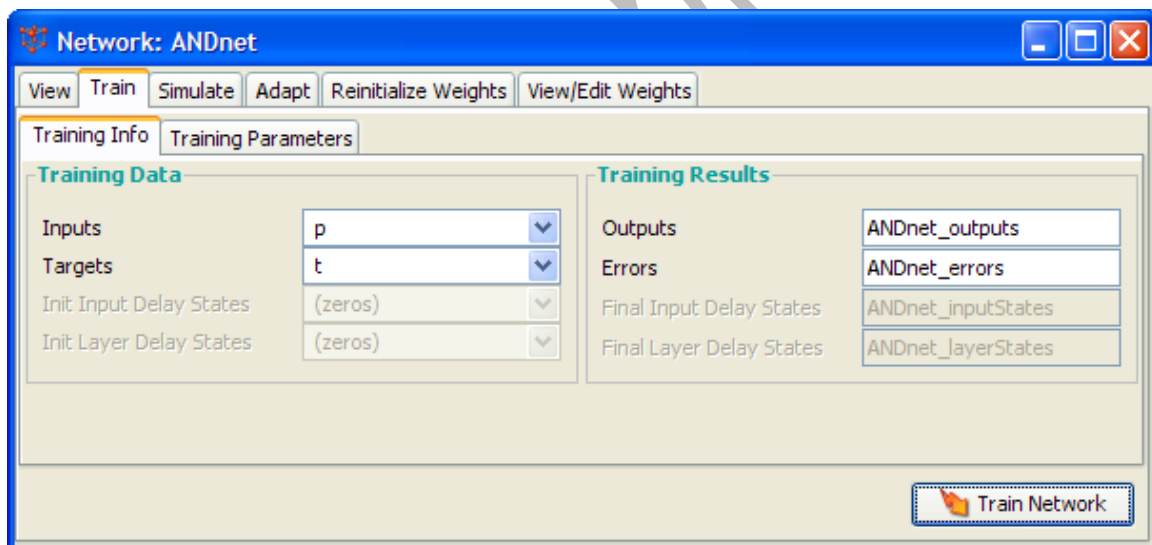 Network: ANDnet
View Train Simulate Adapt Reinitialize Weights View/Edit Weights
Training Info Training Parameters
Training Data
Inputs p
Targets t
Init Input Delay States (zeros)
Init Layer Delay States (zeros)
Training Results
Outputs ANDnet_outputs
Errors ANDnet_errors
Final Input Delay States ANDnet_inputStates
Final Layer Delay States ANDnet_layerStates
Train Network